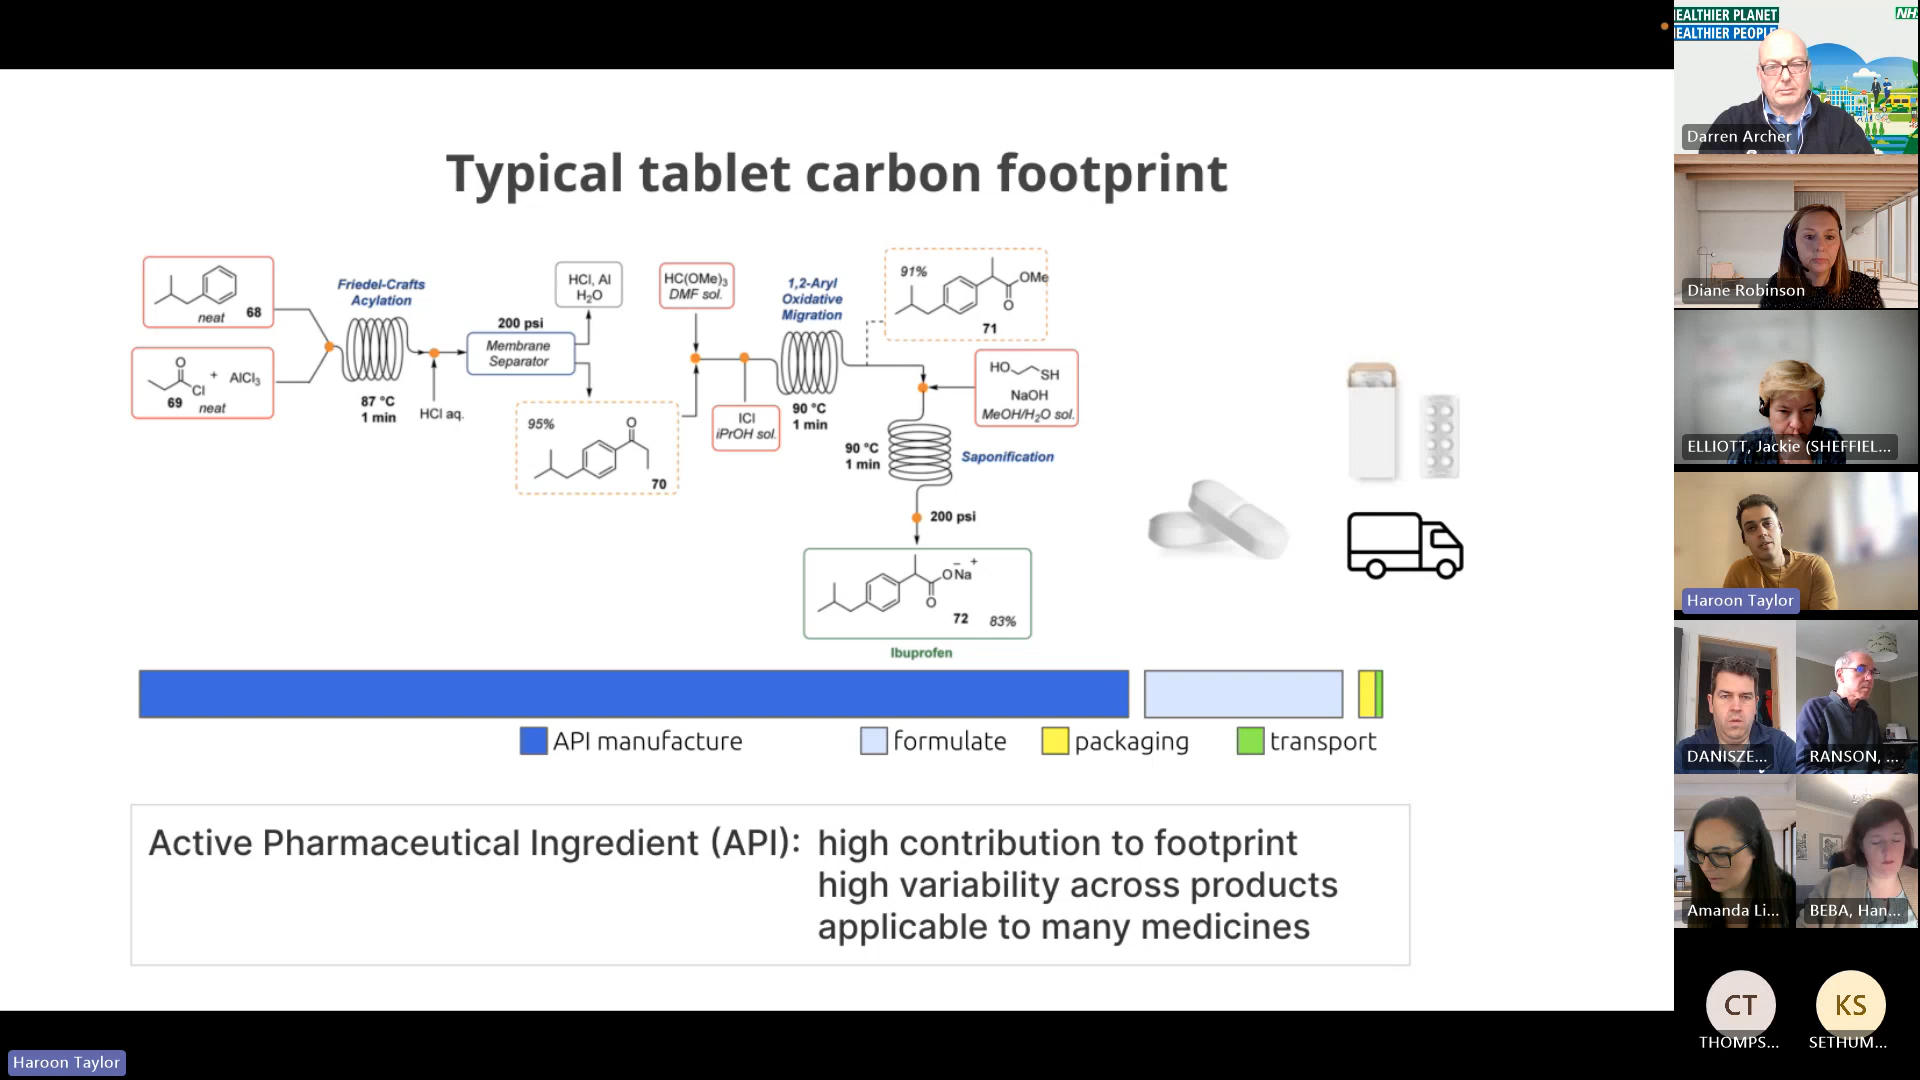 Typical tablet carbon footprint
neat 68
O
Cl + AlCl₃
69 neat
Friedel-Crafts
Acylation
87 °C
1 min
HCl aq.
200 psi
Membrane
Separator
HCl, Al
H₂O
95%
O
70
HC(OMe)₃
DMF sol.
ICl
iPrOH sol.
1,2-Aryl
Oxidative
Migration
90 °C
1 min
91%
OMe
O
71
HO SH
NaOH
MeOH/H₂O sol.
90 °C
1 min
Saponification
200 psi
− +
ONa
O
72 83%
Ibuprofen
API manufacture formulate packaging transport
Active Pharmaceutical Ingredient (API): high contribution to footprint
high variability across products
applicable to many medicines
Haroon Taylor
EALTHIER PLANET
EALTHIER PEOPLE
NH
Darren Archer
Diane Robinson
ELLIOTT, Jackie (SHEFFIEL...
Haroon Taylor
DANISZE...
RANSON, ...
Amanda Li...
BEBA, Han...
CT
THOMPS...
KS
SETHUM...